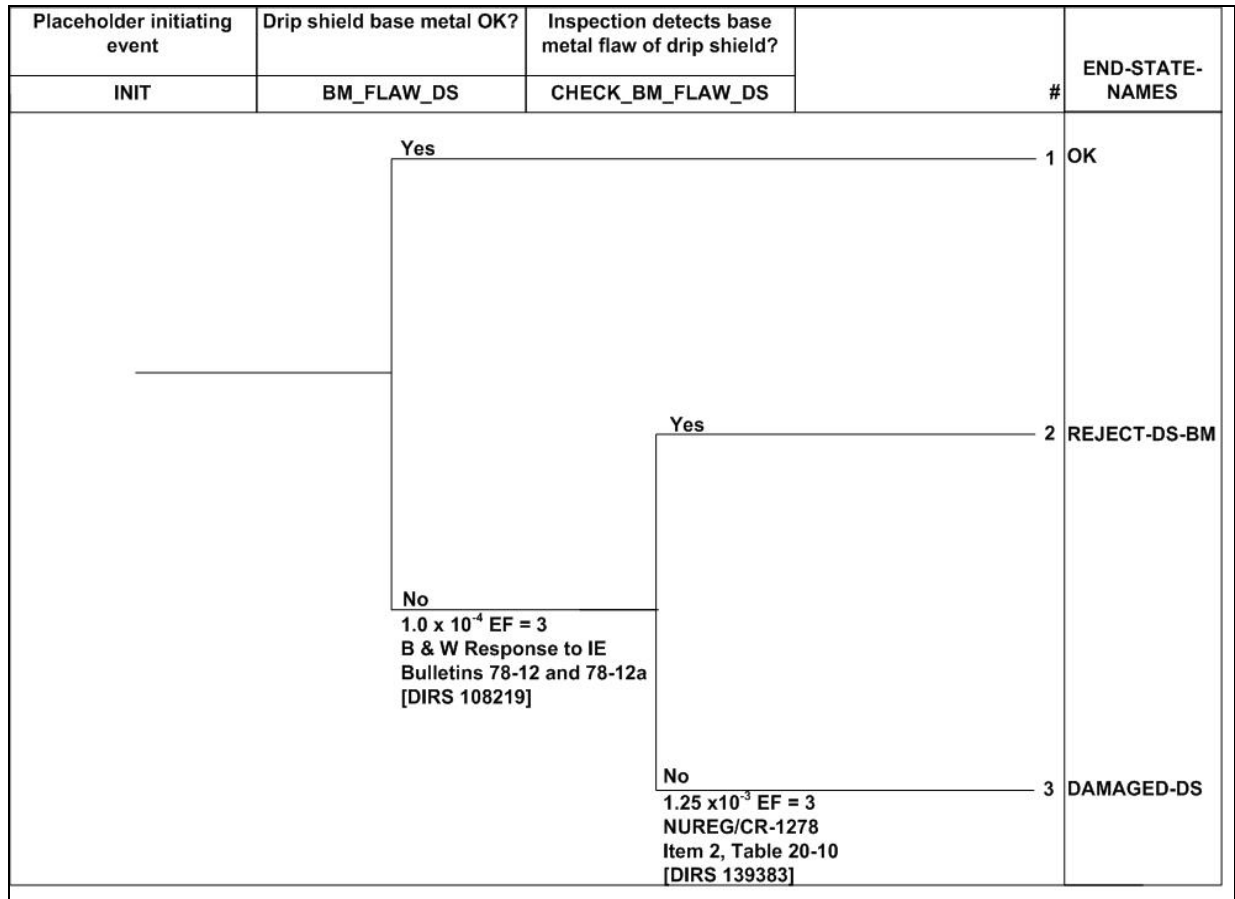 Placeholder initiating
event
Drip shield base metal OK?
Inspection detects base
metal flaw of drip shield?
END-STATE-
NAMES
INIT
BM_FLAW_DS
CHECK_BM_FLAW_DS
#
Yes
1 OK
Yes
2 REJECT-DS-BM
No
1.0 x 10⁻⁴ EF = 3
B & W Response to IE
Bulletins 78-12 and 78-12a
[DIRS 108219]
No
1.25 x10⁻³ EF = 3
NUREG/CR-1278
Item 2, Table 20-10
[DIRS 139383]
3 DAMAGED-DS